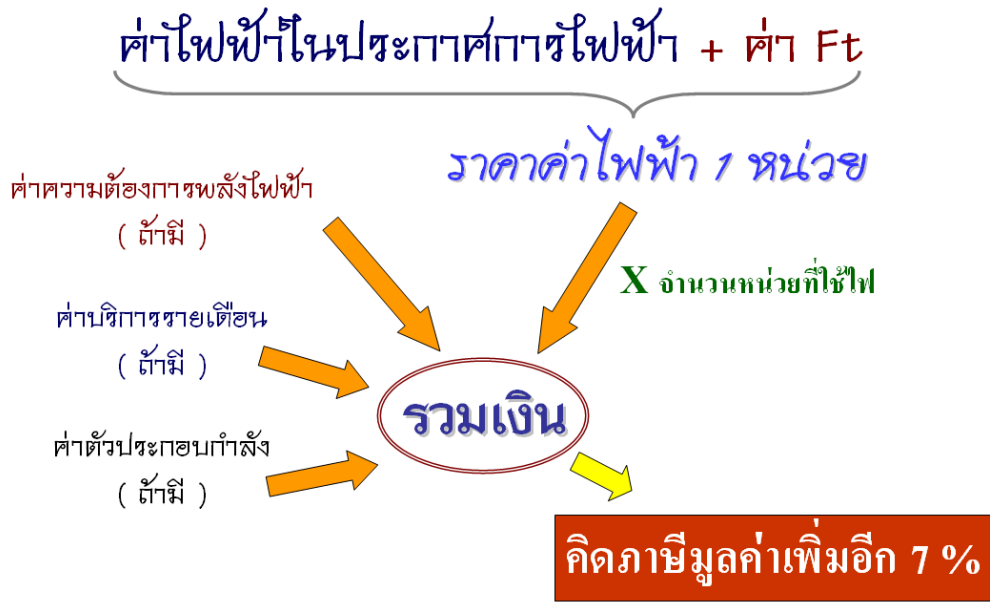 ค่าไฟฟ้าในประกาศการไฟฟ้า + ค่า Ft
ราคาค่าไฟฟ้า 1 หน่วย
ค่าความต้องการพลังไฟฟ้า
( ถ้ามี )
X จำนวนหน่วยที่ใช้ไฟ
ค่าบริการรายเดือน
( ถ้ามี )
รวมเงิน
ค่าตัวประกอบกำลัง
( ถ้ามี )
คิดภาษีมูลค่าเพิ่มอีก 7 %